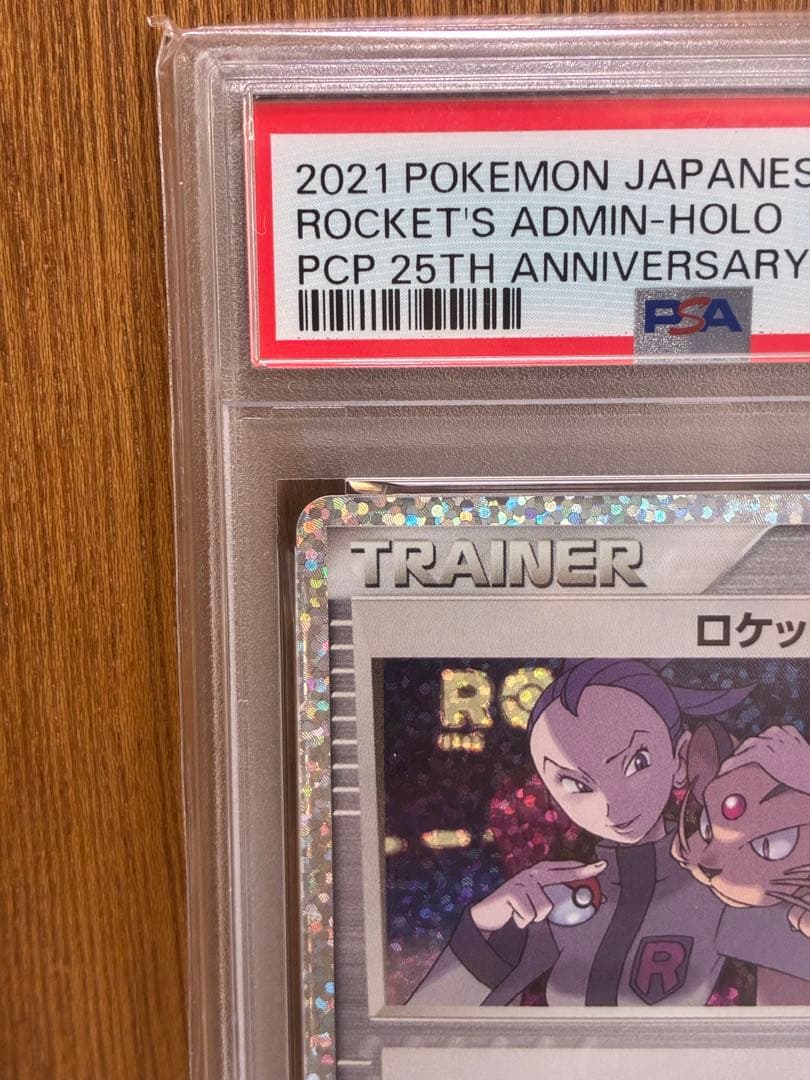 2021 POKEMON JAPANES
ROCKET'S ADMIN-HOLO
PCP 25TH ANNIVERSARY
PSA
TRAINER
ロケッ
R
R